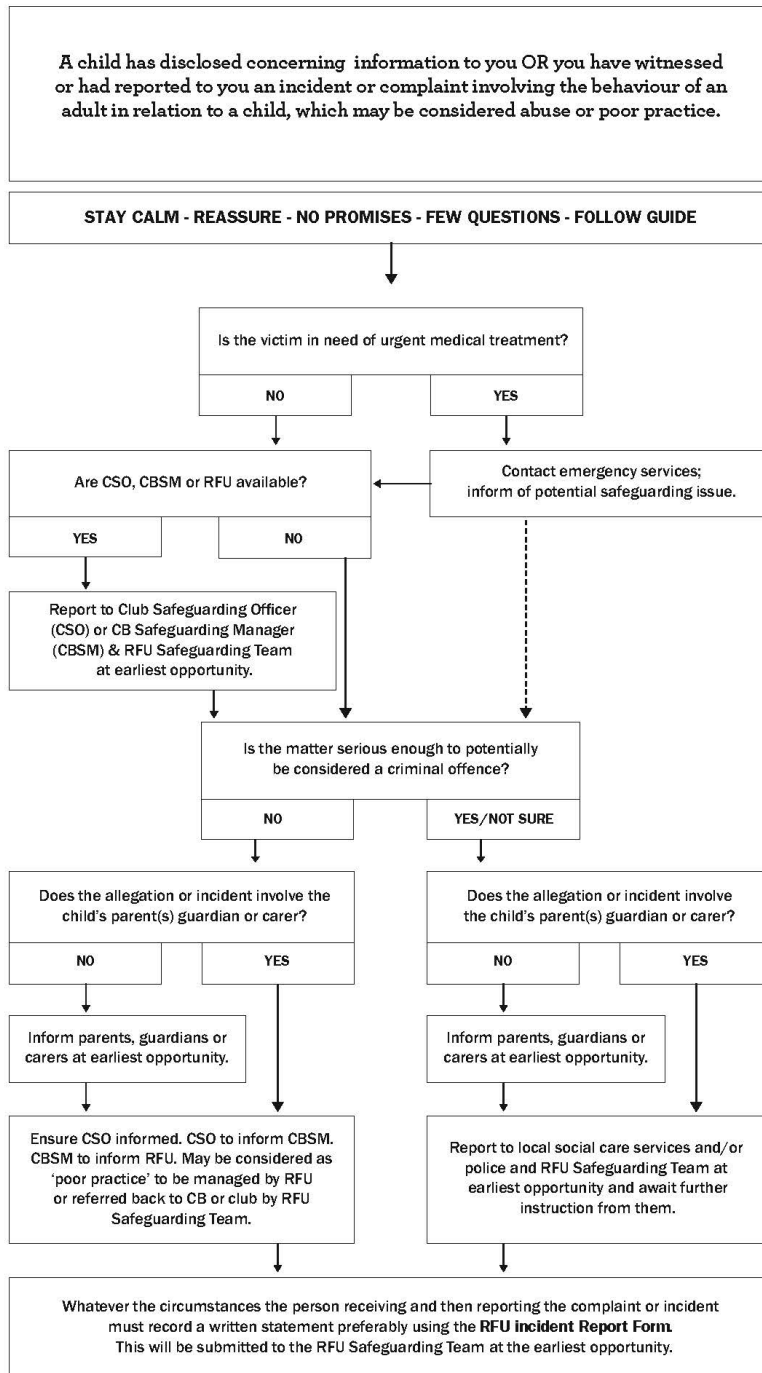 A child has disclosed concerning information to you OR you have witnessed
or had reported to you an incident or complaint involving the behaviour of an
adult in relation to a child, which may be considered abuse or poor practice.
STAY CALM - REASSURE - NO PROMISES - FEW QUESTIONS - FOLLOW GUIDE
Is the victim in need of urgent medical treatment?
NO
YES
Are CSO, CBSM or RFU available?
Contact emergency services;
inform of potential safeguarding issue.
YES
NO
Report to Club Safeguarding Officer
(CSO) or CB Safeguarding Manager
(CBSM) & RFU Safeguarding Team
at earliest opportunity.
Is the matter serious enough to potentially
be considered a criminal offence?
NO
YES/NOT SURE
Does the allegation or incident involve the
child's parent(s) guardian or carer?
Does the allegation or incident involve
the child's parent(s) guardian or carer?
NO
YES
NO
YES
Inform parents, guardians or
carers at earliest opportunity.
Inform parents, guardians or
carers at earliest opportunity.
Ensure CSO informed. CSO to inform CBSM.
CBSM to inform RFU. May be considered as
‘poor practice’ to be managed by RFU
or referred back to CB or club by RFU
Safeguarding Team.
Report to local social care services and/or
police and RFU Safeguarding Team at
earliest opportunity and await further
instruction from them.
Whatever the circumstances the person receiving and then reporting the complaint or incident
must record a written statement preferably using the RFU incident Report Form.
This will be submitted to the RFU Safeguarding Team at the earliest opportunity.